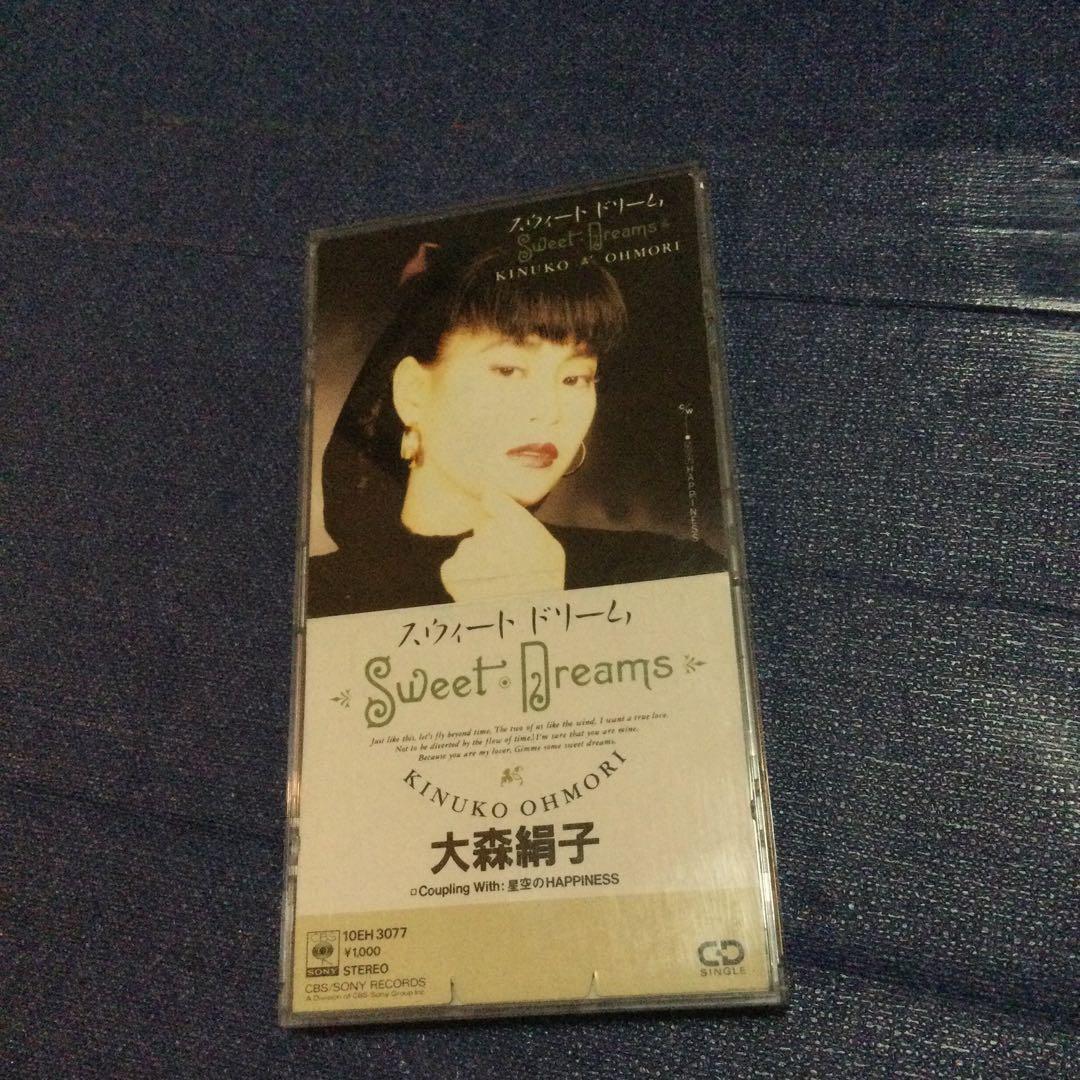 スウィート ドリーム
Sweet Dreams
KINUKO OHMORI
c/w
HAPPINESS
スウィート ドリーム
Sweet Dreams
Just like this, let's fly beyond time, The two of us like the wind, I want a true love.
Not to be diverted by the flow of time, I'm sure that you are mine.
Because you are my lover, Gimme some sweet dreams.
KINUKO OHMORI
大森絹子
Coupling With: 星空のHAPPINESS
CBS
SONY
10EH 3077
¥1,000
STEREO
CBS/SONY RECORDS
A Division of CBS/Sony Group Inc.
CD
SINGLE